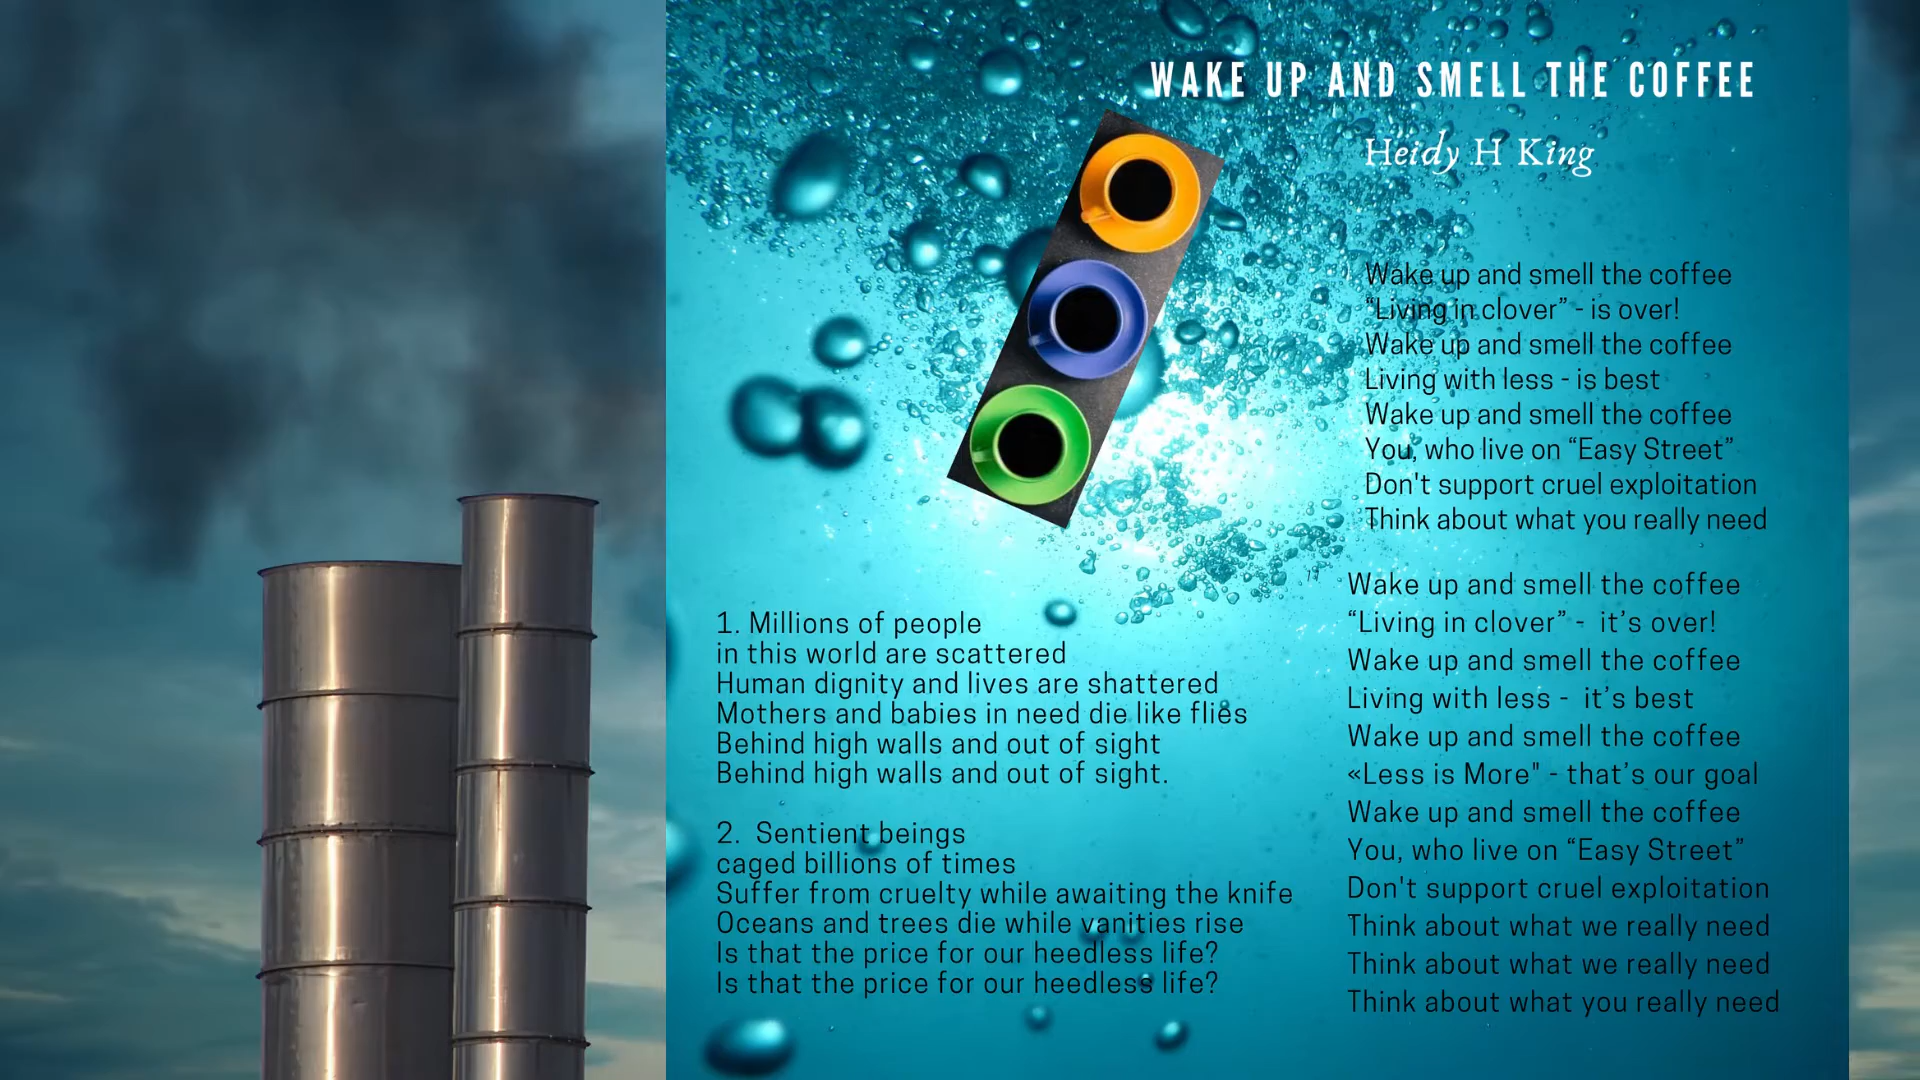 WAKE UP AND SMELL THE COFFEE
Heidy H King
1. Millions of people
in this world are scattered
Human dignity and lives are shattered
Mothers and babies in need die like flies
Behind high walls and out of sight
Behind high walls and out of sight.
2. Sentient beings
caged billions of times
Suffer from cruelty while awaiting the knife
Oceans and trees die while vanities rise
Is that the price for our heedless life?
Is that the price for our heedless life?
Wake up and smell the coffee
“Living in clover” - is over!
Wake up and smell the coffee
Living with less - is best
Wake up and smell the coffee
You, who live on “Easy Street”
Don't support cruel exploitation
Think about what you really need
Wake up and smell the coffee
“Living in clover” - it’s over!
Wake up and smell the coffee
Living with less - it’s best
Wake up and smell the coffee
«Less is More" - that’s our goal
Wake up and smell the coffee
You, who live on “Easy Street”
Don't support cruel exploitation
Think about what we really need
Think about what we really need
Think about what you really need